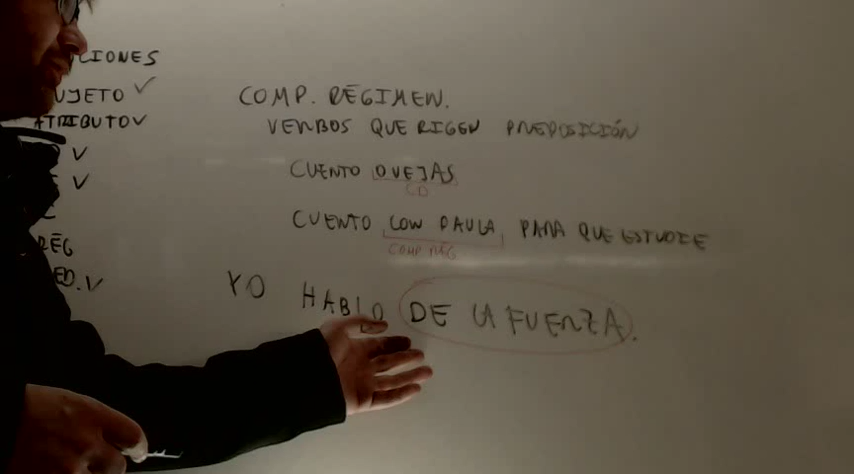 CIONES
UJETO ✓
ATRIBUTO ✓
✓
✓
RÉG
ED. ✓
COMP. RÉGIMEN.
VERBOS QUE RIGEN PREPOSICIÓN
CUENTO OVEJAS
CD
CUENTO CON PAULA, PARA QUE ESTUDIE
COMP RÉG
YO HABLO DE LA FUERZA.